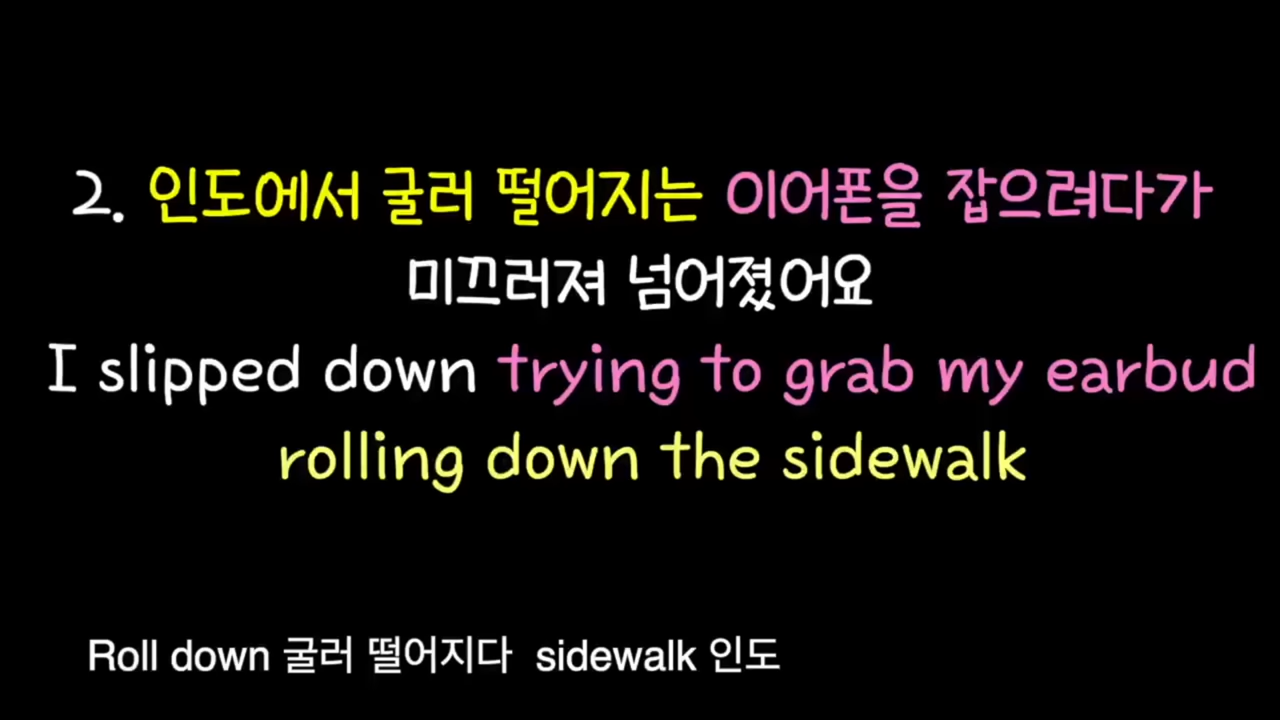 2. 인도에서 굴러 떨어지는 이어폰을 잡으려다가
미끄러져 넘어졌어요
I slipped down trying to grab my earbud
rolling down the sidewalk
Roll down 굴러 떨어지다 sidewalk 인도